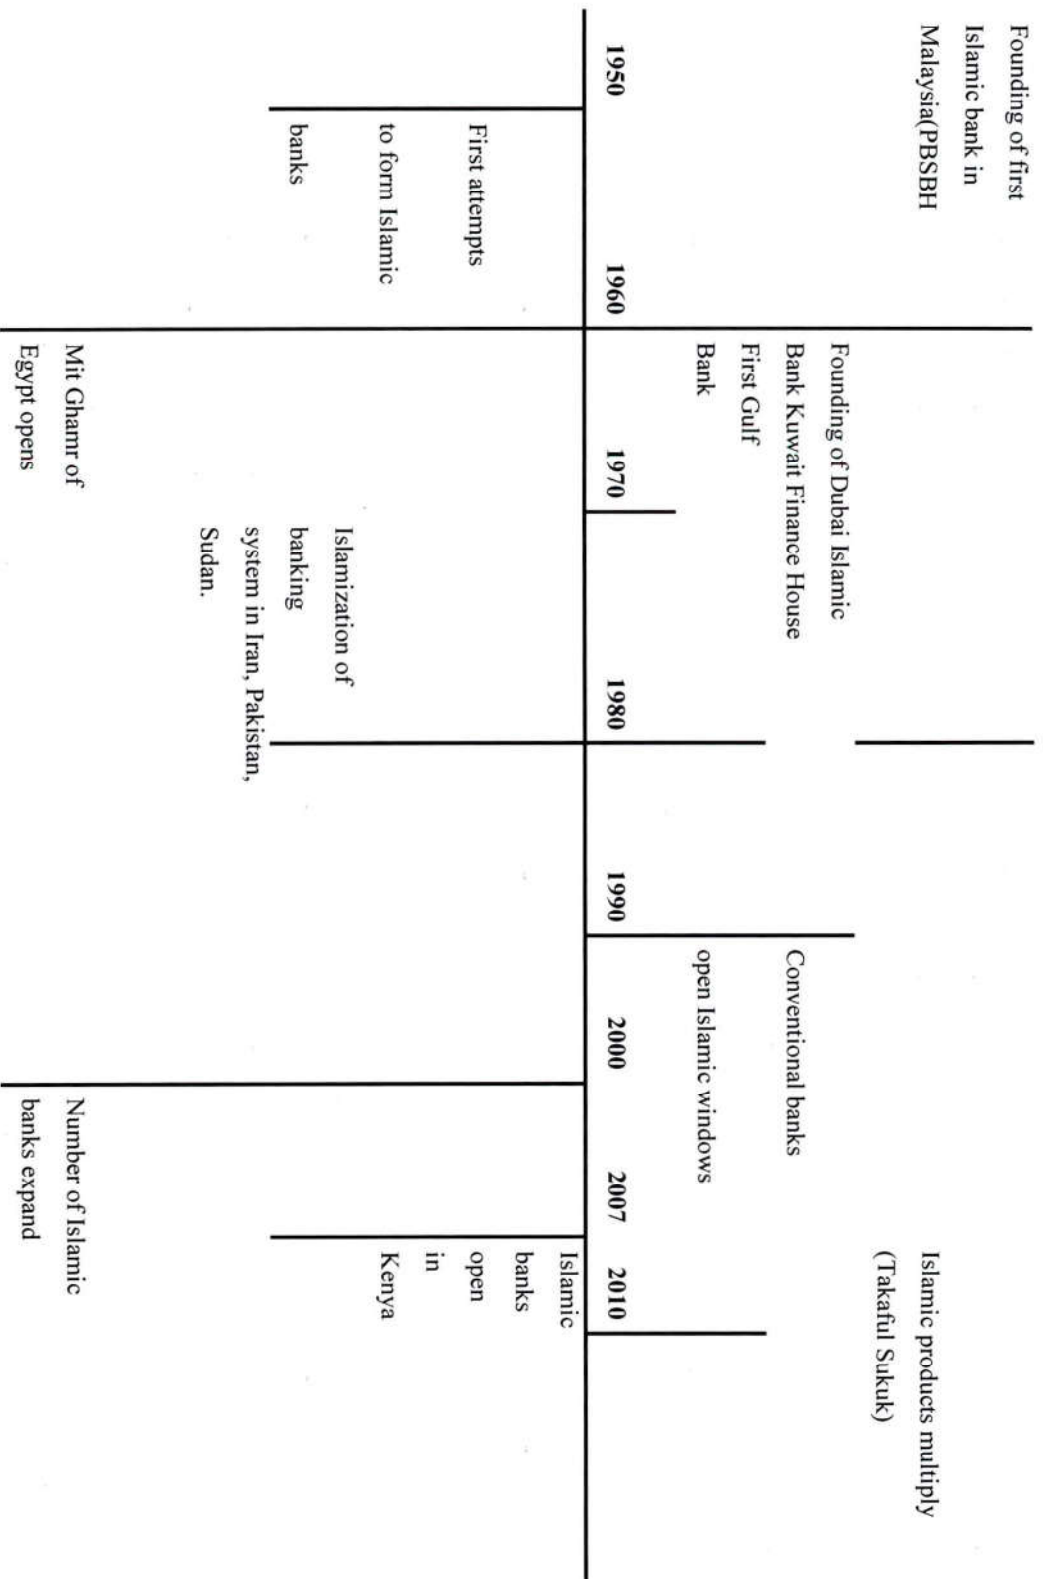 Founding of first
Islamic bank in
Malaysia(PBSBH
Founding of Dubai Islamic
Bank Kuwait Finance House
First Gulf
Bank
Conventional banks
open Islamic windows
Islamic products multiply
(Takaful Sukuk)
1950
1960
1970
1980
1990
2000
2007
2010
First attempts
to form Islamic
banks
Mit Ghamr of
Egypt opens
Islamization of
banking
system in Iran, Pakistan,
Sudan.
Number of Islamic
banks expand
Islamic
banks
open
in
Kenya